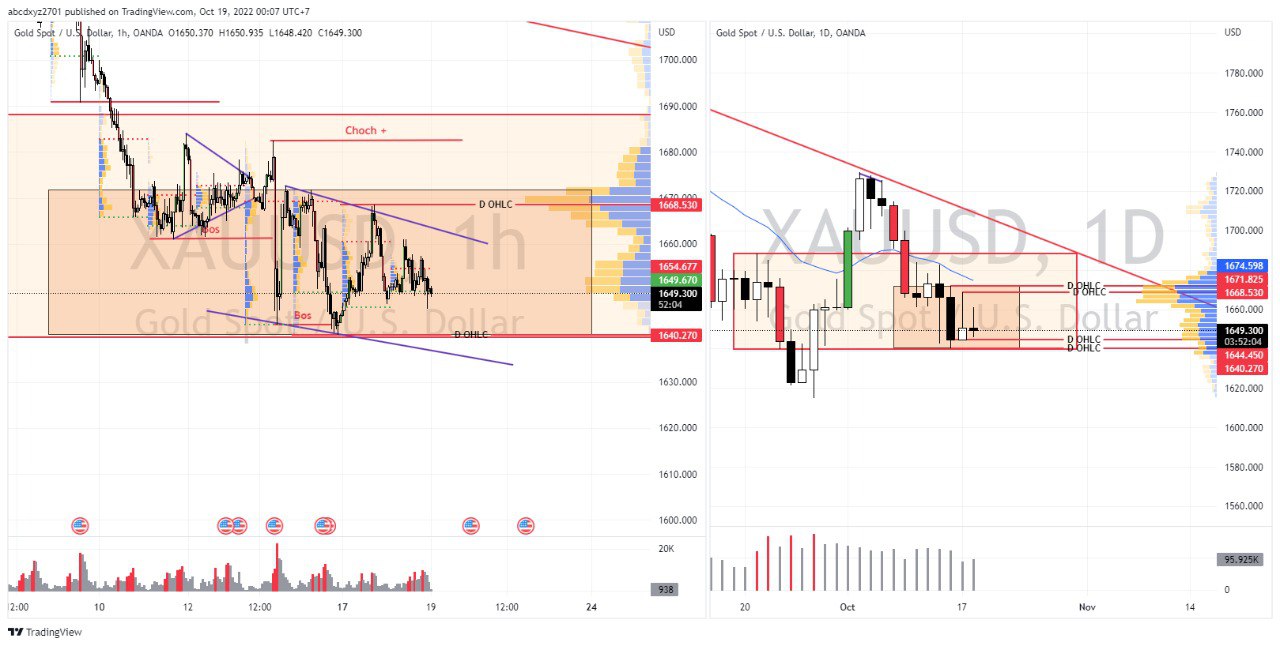 abcdxyz2701 published on TradingView.com, Oct 19, 2022 00:07 UTC+7
Gold Spot / U.S. Dollar, 1h, OANDA O1650.370 H1650.935 L1648.420 C1649.300
USD
1700.000
1690.000
1680.000
1670.000
1668.530
1660.000
1654.677
1649.670
1649.300
52:04
1640.270
1630.000
1620.000
1610.000
1600.000
20K
938
Choch +
D OHLC
Bos
XAUUSD, 1h
Gold Spot / U.S. Dollar
Bos
D OHLC
2:00
10
12
12:00
17
19
12:00
24
Gold Spot / U.S. Dollar, 1D, OANDA
USD
1780.000
1760.000
1740.000
1720.000
1700.000
1674.598
1671.825
1668.530
1660.000
1649.300
03:52:04
1644.450
1640.270
1620.000
1600.000
1580.000
1560.000
95.925K
0
XAUUSD, 1D
Gold Spot / U.S. Dollar
D OHLC
D OHLC
D OHLC
D OHLC
20
Oct
17
Nov
14
TradingView